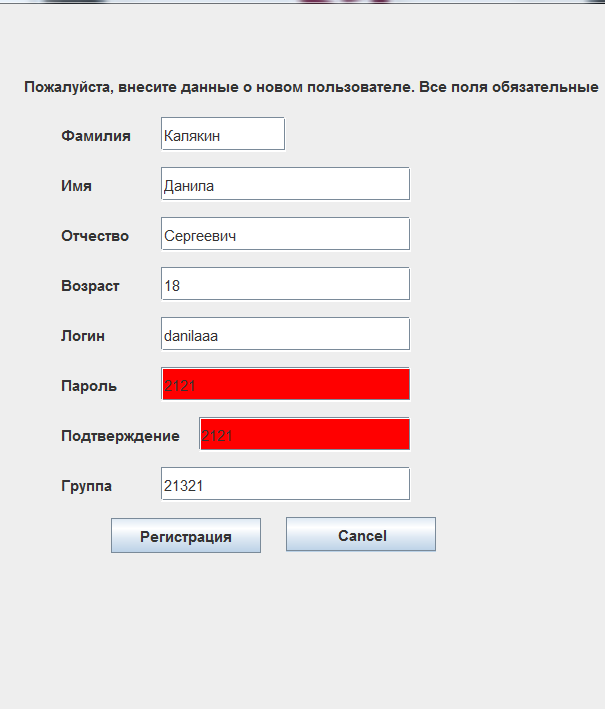 Пожалуйста, внесите данные о новом пользователе. Все поля обязательные
Фамилия Калякин
Имя Данила
Отчество Сергеевич
Возраст 18
Логин danilaaa
Пароль 2121
Подтверждение 2121
Группа 21321
Регистрация Cancel